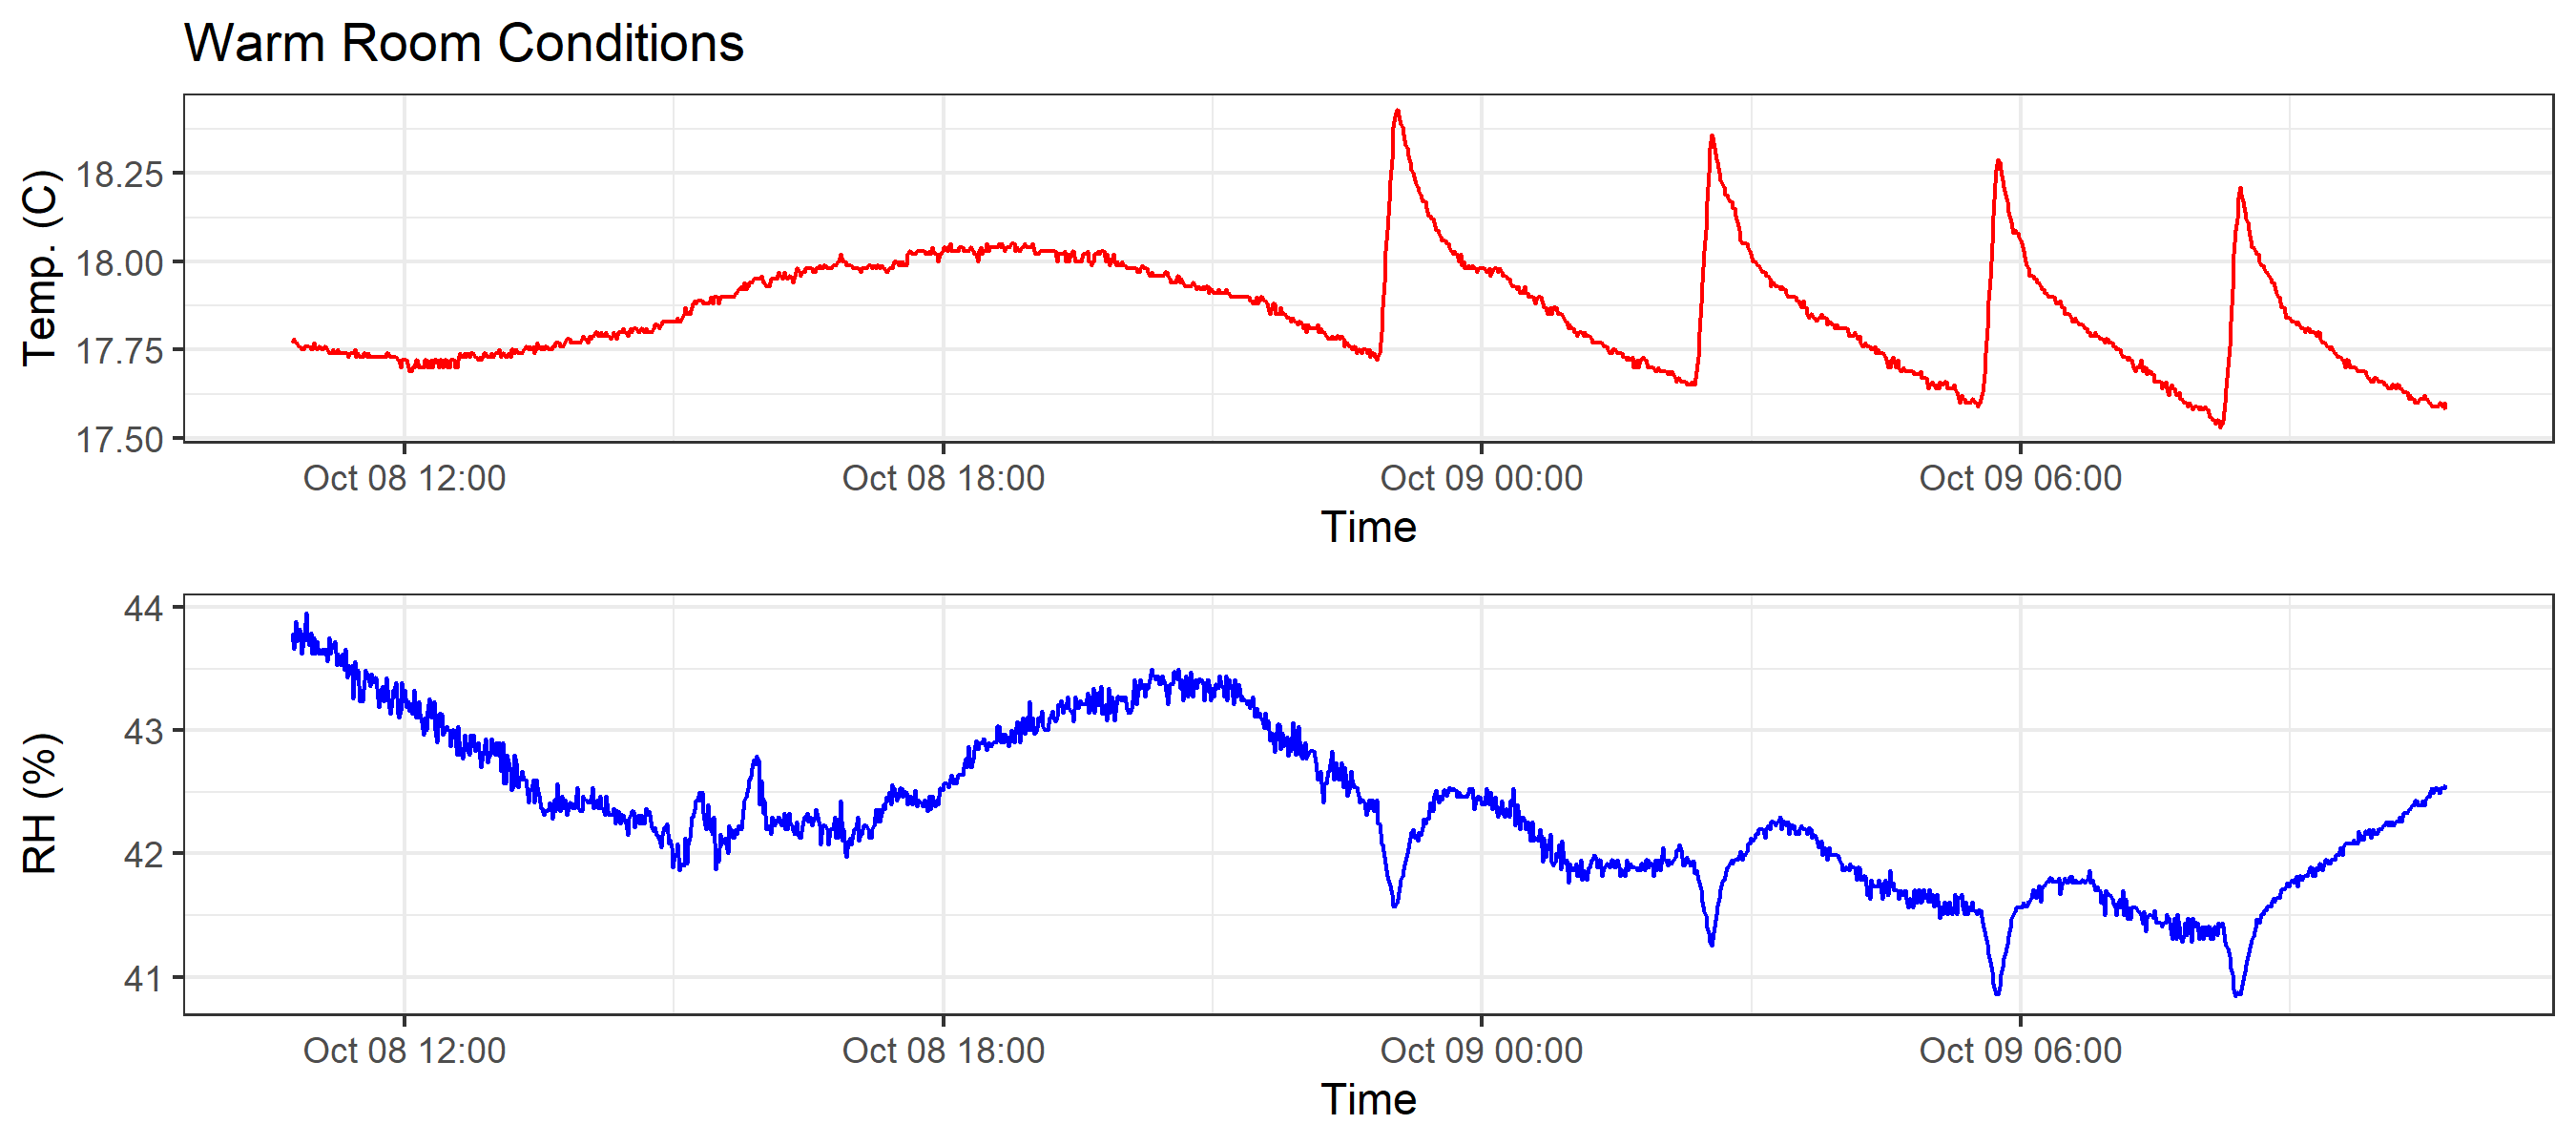 Warm Room Conditions
Temp. (C)
18.25
18.00
17.75
17.50
Oct 08 12:00 Oct 08 18:00 Oct 09 00:00 Oct 09 06:00
Time
RH (%)
44
43
42
41
Oct 08 12:00 Oct 08 18:00 Oct 09 00:00 Oct 09 06:00
Time